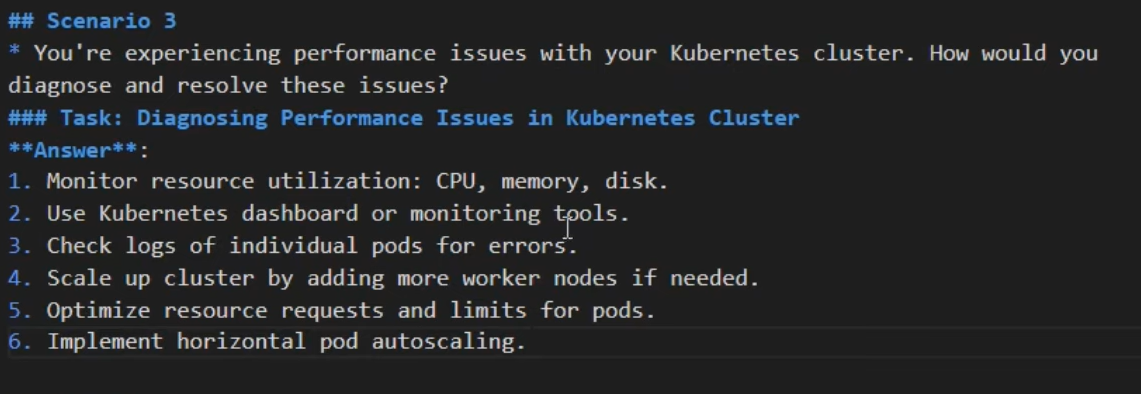 ## Scenario 3
* You're experiencing performance issues with your Kubernetes cluster. How would you
diagnose and resolve these issues?
### Task: Diagnosing Performance Issues in Kubernetes Cluster
**Answer**:
1. Monitor resource utilization: CPU, memory, disk.
2. Use Kubernetes dashboard or monitoring tools.
3. Check logs of individual pods for errors.
4. Scale up cluster by adding more worker nodes if needed.
5. Optimize resource requests and limits for pods.
6. Implement horizontal pod autoscaling.